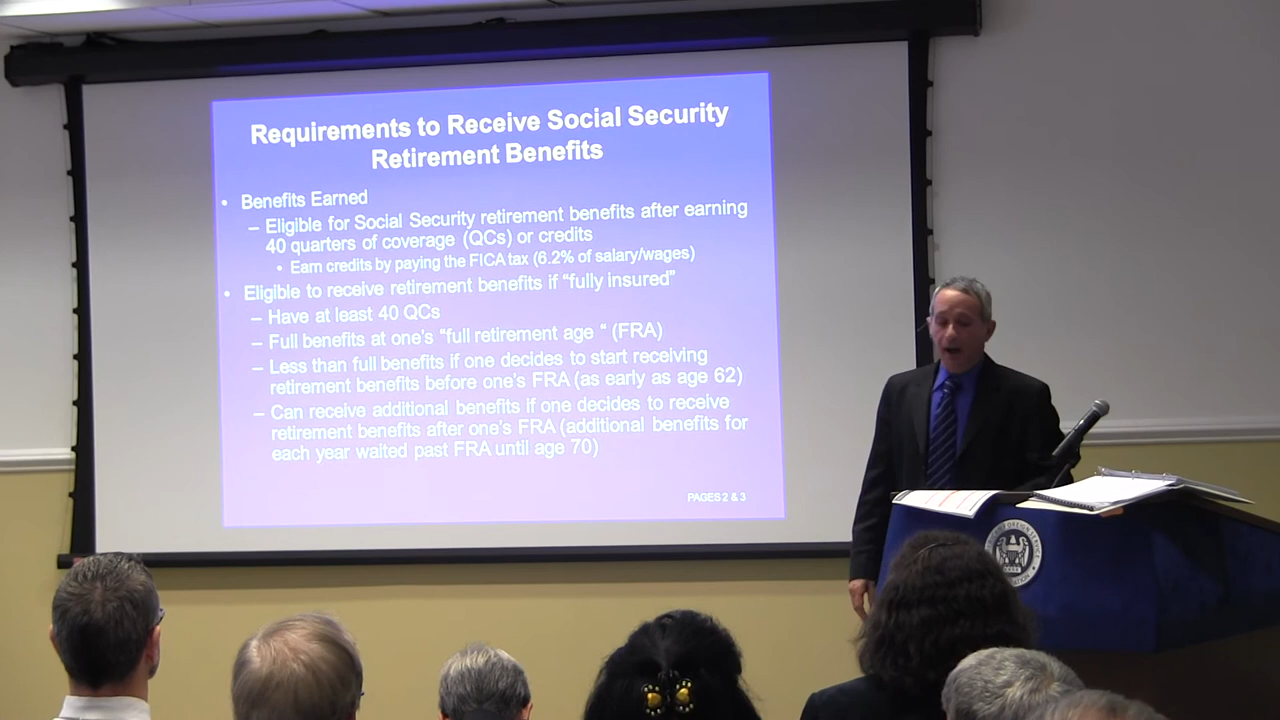 Requirements to Receive Social Security
Retirement Benefits
• Benefits Earned
– Eligible for Social Security retirement benefits after earning
40 quarters of coverage (QCs) or credits
• Earn credits by paying the FICA tax (6.2% of salary/wages)
• Eligible to receive retirement benefits if “fully insured”
– Have at least 40 QCs
– Full benefits at one’s “full retirement age “ (FRA)
– Less than full benefits if one decides to start receiving
retirement benefits before one’s FRA (as early as age 62)
– Can receive additional benefits if one decides to receive
retirement benefits after one’s FRA (additional benefits for
each year waited past FRA until age 70)
PAGES 2 & 3
FOREIGN SERVICE